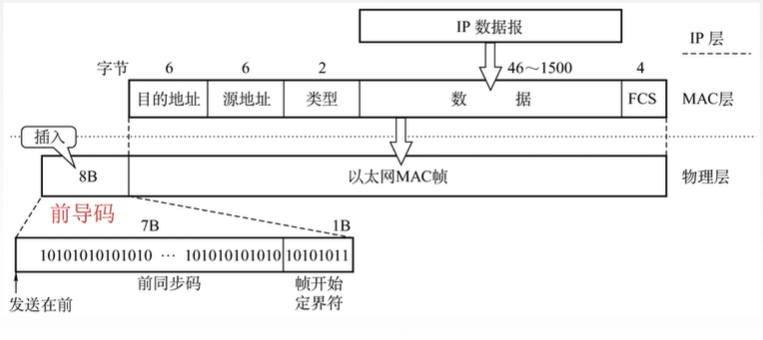 IP 数据报
IP 层
字节 6 6 2 46～1500 4
目的地址 源地址 类型 数 据 FCS MAC层
插入
8B 以太网MAC帧 物理层
前导码
7B 1B
10101010101010 ··· 101010101010 10101011
前同步码 帧开始
定界符
发送在前